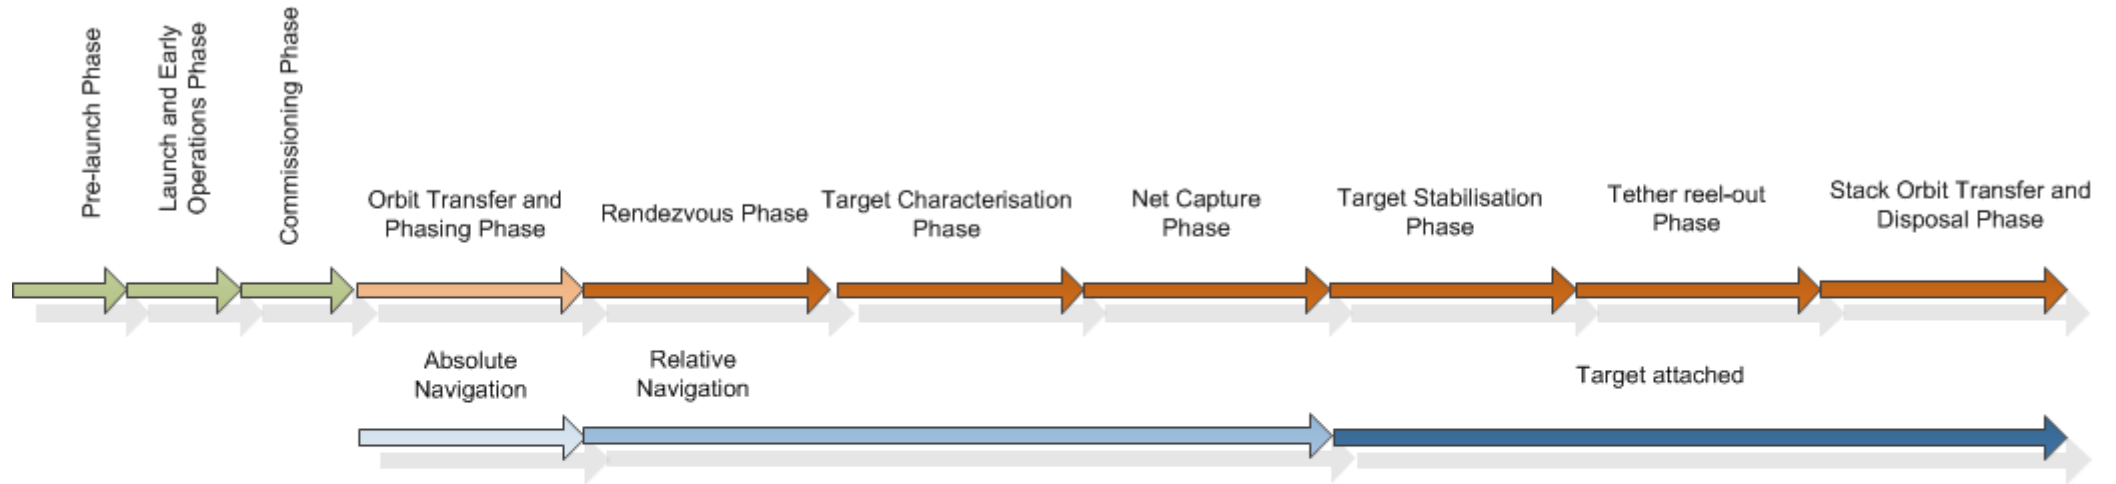 Pre-launch Phase
Launch and Early
Operations Phase
Commissioning Phase
Orbit Transfer and
Phasing Phase
Rendezvous Phase
Target Characterisation
Phase
Net Capture
Phase
Target Stabilisation
Phase
Tether reel-out
Phase
Stack Orbit Transfer and
Disposal Phase
Absolute
Navigation
Relative
Navigation
Target attached